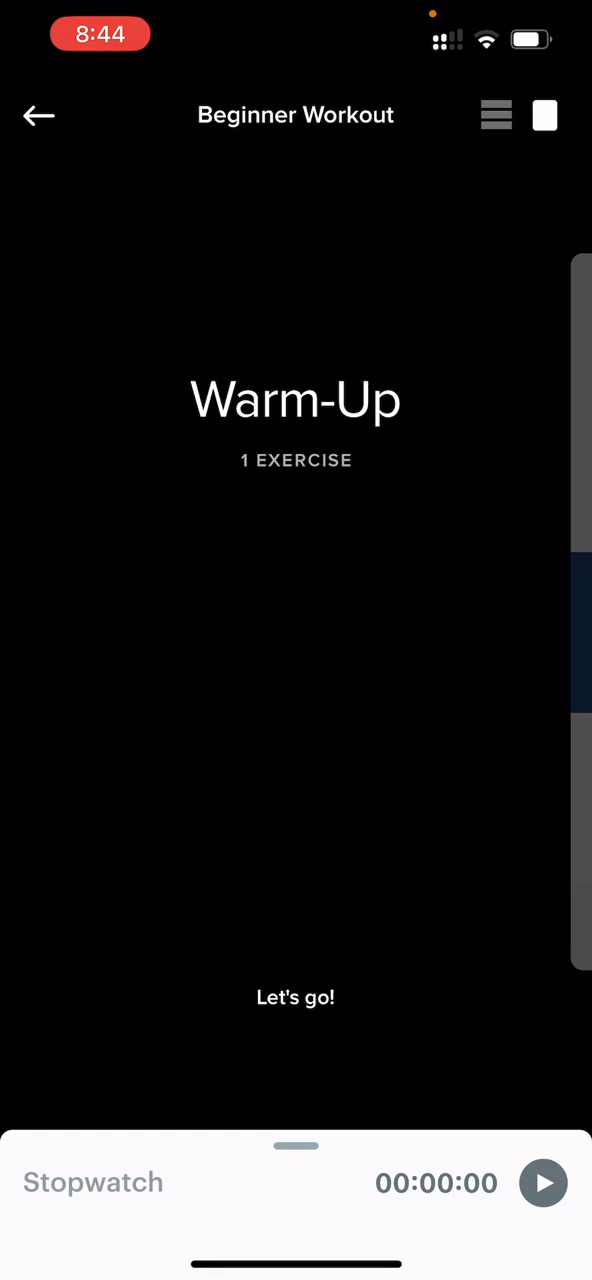 8:44
Beginner Workout
Warm-Up
1 EXERCISE
Let's go!
Stopwatch 00:00:00